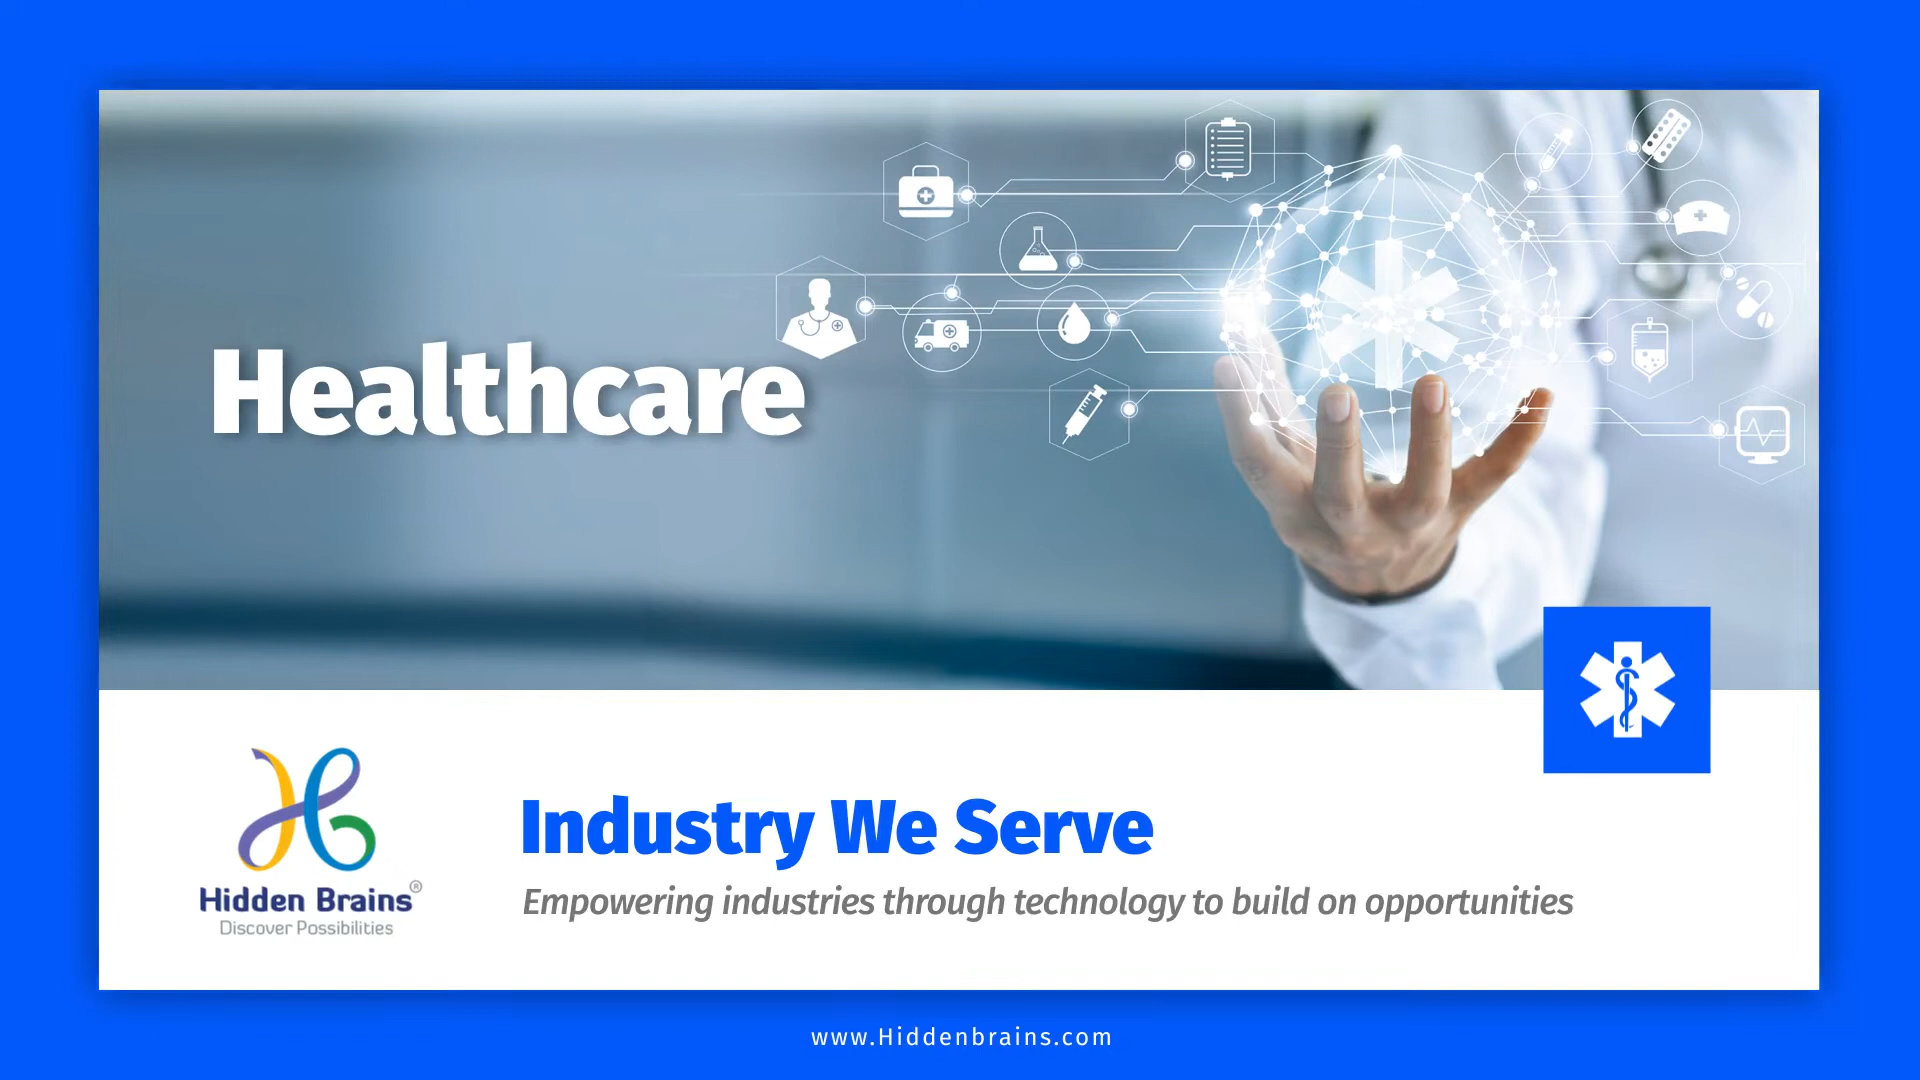 Healthcare
Hidden Brains®
Discover Possibilities
Industry We Serve
Empowering industries through technology to build on opportunities
www.Hiddenbrains.com